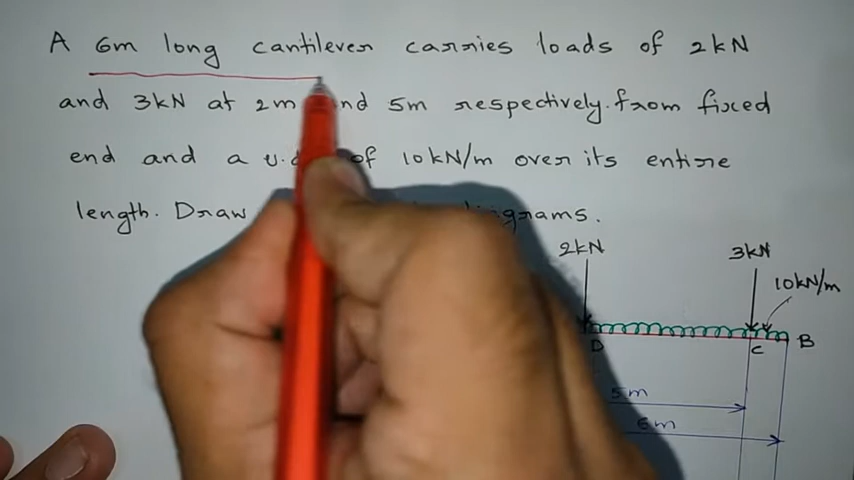 A 6m long cantilever carries loads of 2kN
and 3kN at 2m and 5m respectively. from fixed
end and a u.d of 10kN/m over its entire
length. Draw diagrams.
2kN
3kN
10kN/m
D
C
B
5m
6m